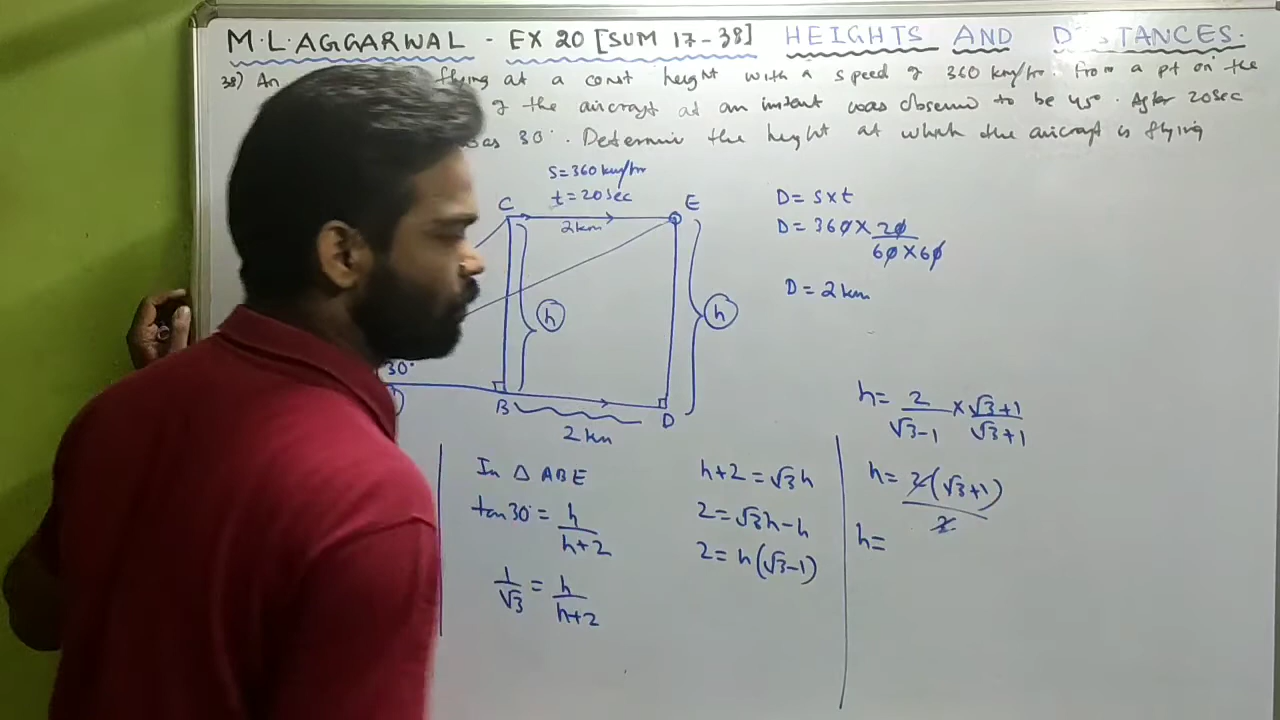 M.L.AGGARWAL - EX 20 [SUM 17-38] HEIGHTS AND D STANCES.
38) An flying at a const height with a speed of 360 km/hr. From a pt on the
of the aircraft at an instant was observed to be 45°. After 20sec
was 30°. Determine the height at which the aircraft is flying
S=360 km/hr
t=20sec
C
E
2km
h
h
30°
B
D
2 km
D= s×t
D= 360× 20/60×60
D= 2km
In △ ABE
tan30°= h/h+2
1/√3 = h/h+2
h+2=√3h
2=√3h-h
2=h(√3-1)
h= 2/√3-1 × √3+1/√3+1
h= 2(√3+1)/2
h=